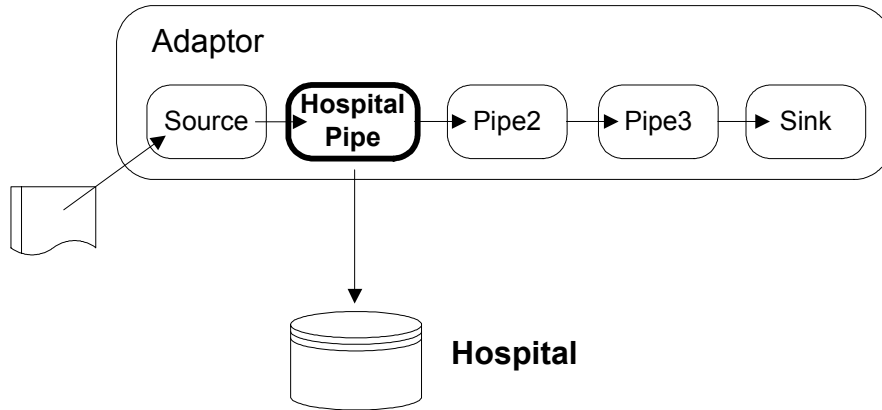 Adaptor
Source
Hospital
Pipe
Pipe2
Pipe3
Sink
Hospital